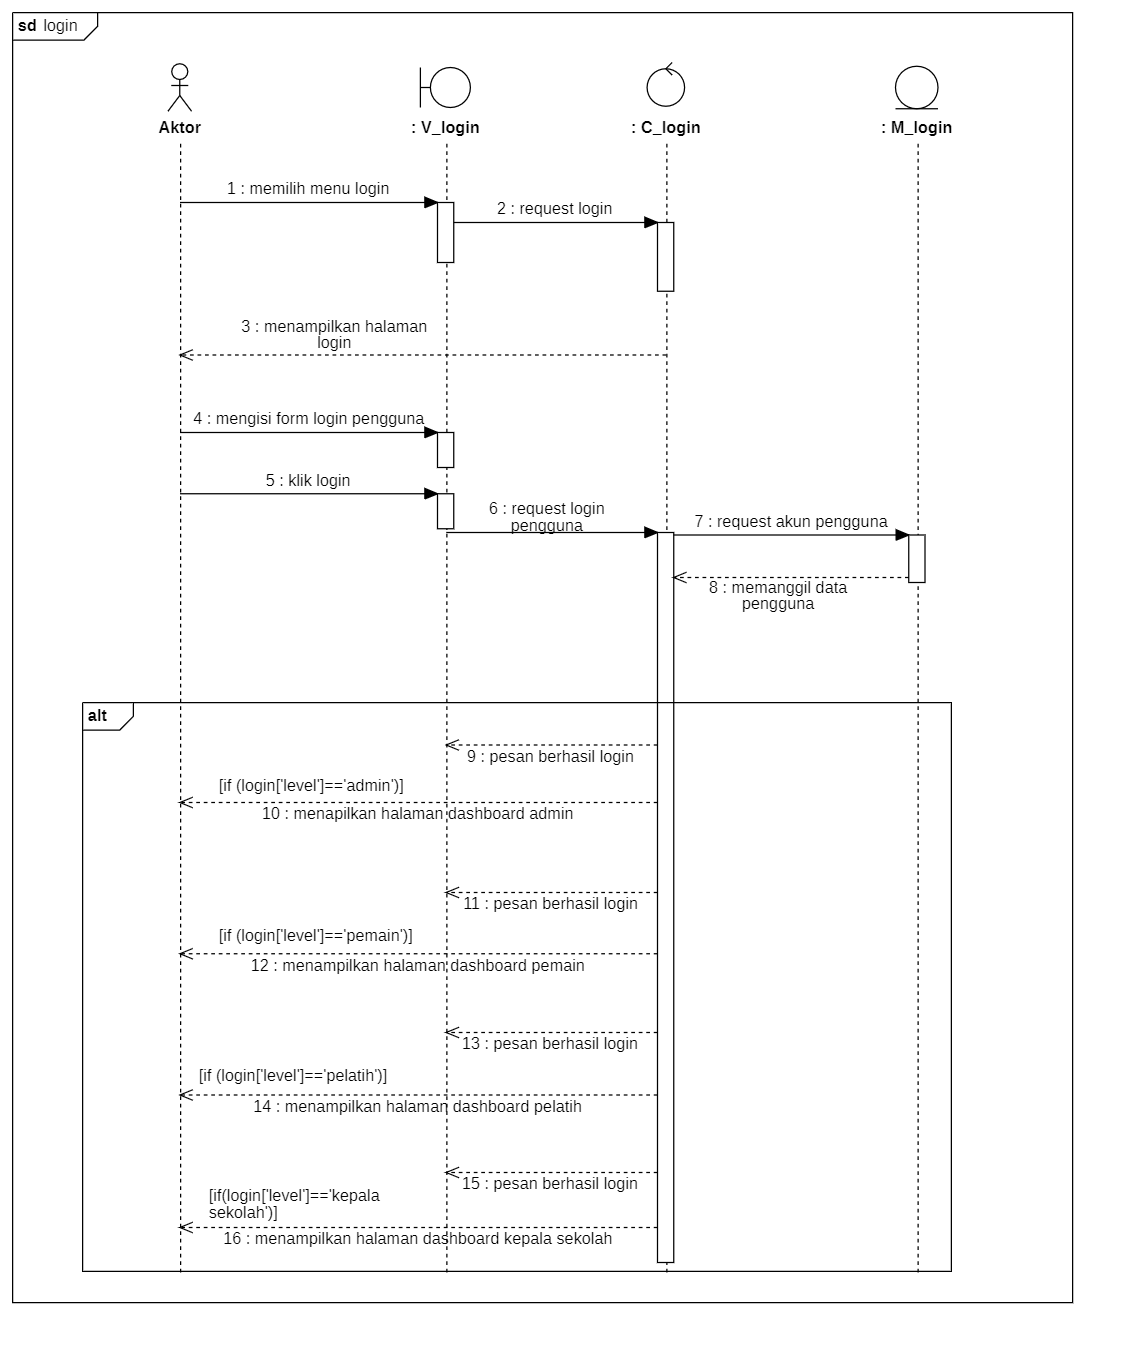 sd login
Aktor
: V_login
: C_login
: M_login
1 : memilih menu login
2 : request login
3 : menampilkan halaman
login
4 : mengisi form login pengguna
5 : klik login
6 : request login
pengguna
7 : request akun pengguna
8 : memanggil data
pengguna
alt
9 : pesan berhasil login
[if (login['level']=='admin')]
10 : menapilkan halaman dashboard admin
11 : pesan berhasil login
[if (login['level']=='pemain')]
12 : menampilkan halaman dashboard pemain
13 : pesan berhasil login
[if (login['level']=='pelatih')]
14 : menampilkan halaman dashboard pelatih
15 : pesan berhasil login
[if(login['level']=='kepala
sekolah')]
16 : menampilkan halaman dashboard kepala sekolah